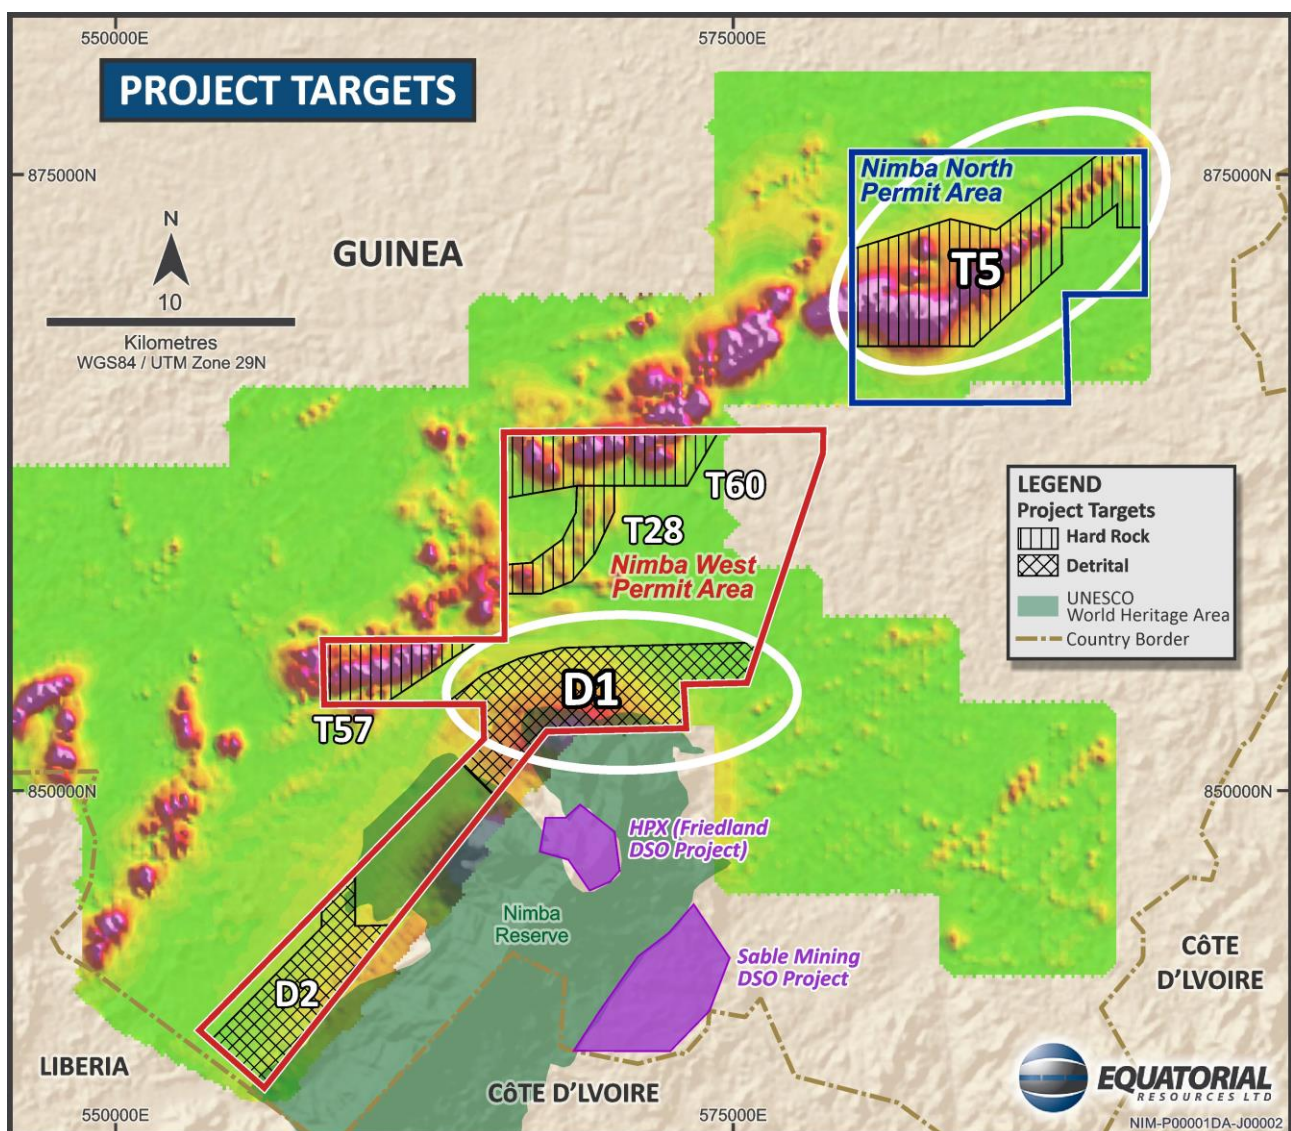 550000E
575000E
PROJECT TARGETS
875000N
875000N
Nimba North
Permit Area
N
GUINEA
T5
10
Kilometres
WGS84 / UTM Zone 29N
T60
LEGEND
Project Targets
Hard Rock
Detrital
UNESCO
World Heritage Area
Country Border
T28
Nimba West
Permit Area
D1
T57
850000N
850000N
HPX (Friedland
DSO Project)
Nimba
Reserve
Sable Mining
DSO Project
CôTE
D'LVOIRE
D2
LIBERIA
CôTE D'LVOIRE
EQUATORIAL
RESOURCES LTD
550000E
575000E
NIM-P00001DA-J00002